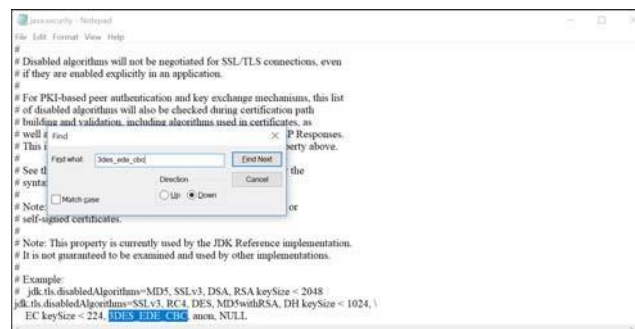 java.security - Notepad
File Edit Format View Help
#
# Disabled algorithms will not be negotiated for SSL/TLS connections, even
# if they are enabled explicitly in an application.
#
# For PKI-based peer authentication and key exchange mechanisms, this list
# of disabled algorithms will also be checked during certification path
# building and validation, including algorithms used in certificates, as
# well a
P Responses.
# This i
perty above.
#
# See th
the
# synta
#
# Note:
or
# self-signed certificates.
#
# Note: This property is currently used by the JDK Reference implementation.
# It is not guaranteed to be examined and used by other implementations.
#
# Example:
# jdk.tls.disabledAlgorithms=MD5, SSLv3, DSA, RSA keySize < 2048
jdk.tls.disabledAlgorithms=SSLv3, RC4, DES, MD5withRSA, DH keySize < 1024, \
EC keySize < 224, 3DES_EDE_CBC, anon, NULL
Find
Find what: 3des_ede_cbc
Find Next
Direction
Cancel
Match case
Up Down